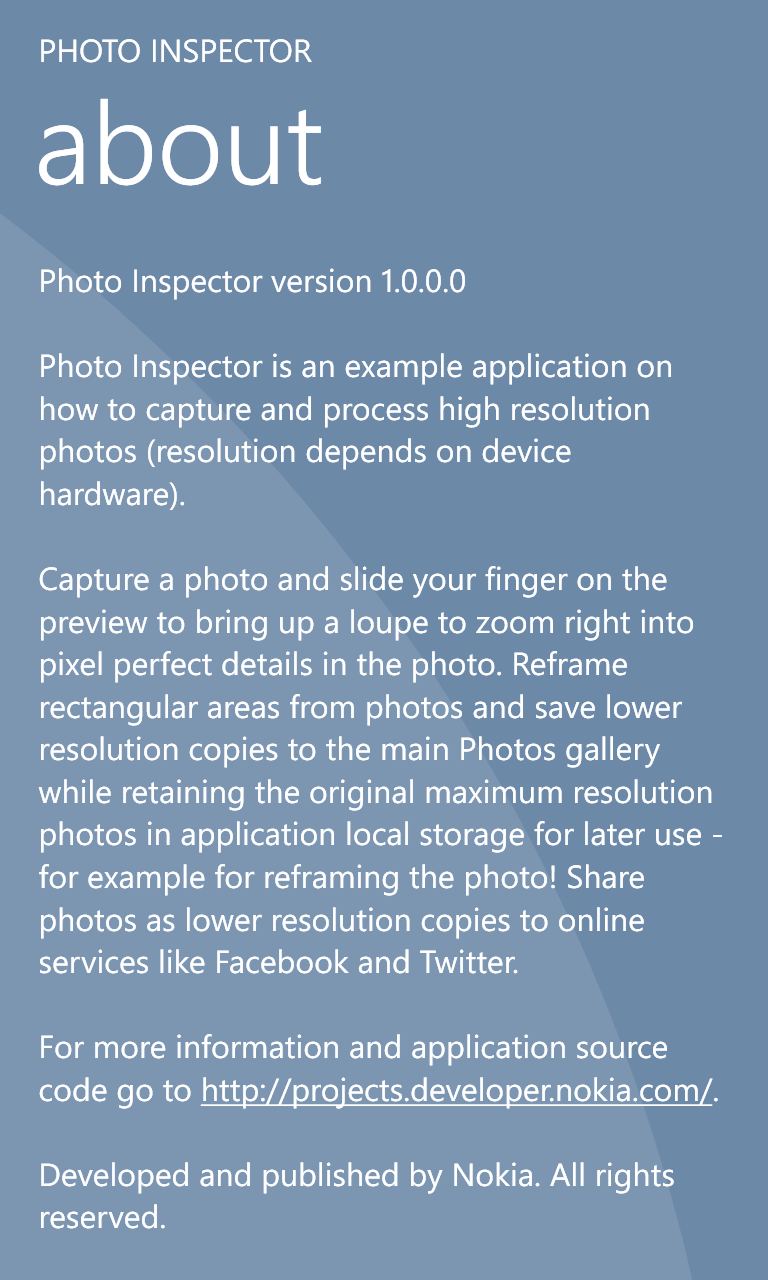 PHOTO INSPECTOR
about
Photo Inspector version 1.0.0.0
Photo Inspector is an example application on
how to capture and process high resolution
photos (resolution depends on device
hardware).
Capture a photo and slide your finger on the
preview to bring up a loupe to zoom right into
pixel perfect details in the photo. Reframe
rectangular areas from photos and save lower
resolution copies to the main Photos gallery
while retaining the original maximum resolution
photos in application local storage for later use -
for example for reframing the photo! Share
photos as lower resolution copies to online
services like Facebook and Twitter.
For more information and application source
code go to http://projects.developer.nokia.com/.
Developed and published by Nokia. All rights
reserved.